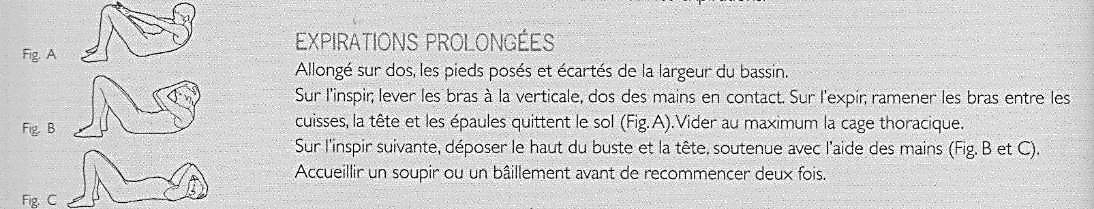 EXPIRATIONS PROLONGÉES
Fig. A
Allongé sur dos, les pieds posés et écartés de la largeur du bassin.
Sur l'inspir, lever les bras à la verticale, dos des mains en contact. Sur l'expir, ramener les bras entre les
Fig. B
cuisses, la tête et les épaules quittent le sol (Fig. A). Vider au maximum la cage thoracique.
Sur l'inspir suivante, déposer le haut du buste et la tête, soutenue avec l'aide des mains (Fig. B et C).
Accueillir un soupir ou un bâillement avant de recommencer deux fois.
Fig. C